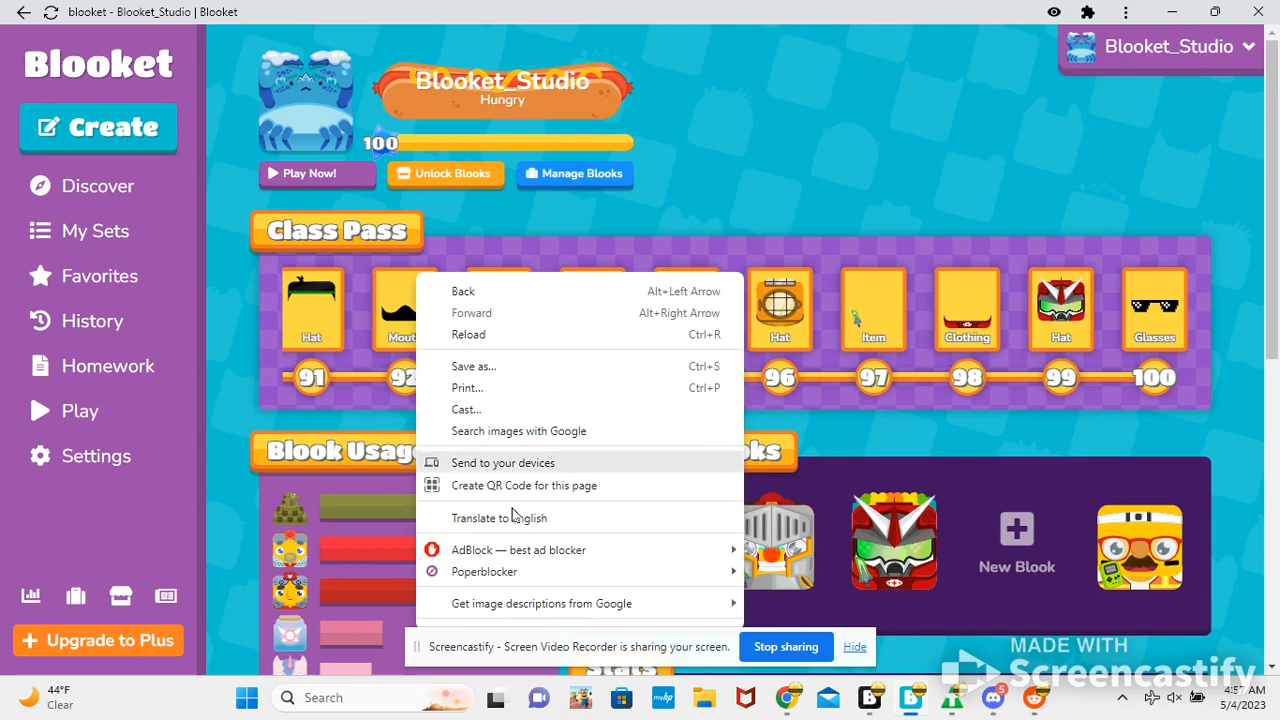 blooket - Blooket_Studio | Blooket
Blooket
Create
Discover
My Sets
Favorites
History
Homework
Play
Settings
Upgrade to Plus
Blooket_Studio
Blooket_Studio
Hungry
100
Play Now!
Unlock Blooks
Manage Blooks
Class Pass
Hat
Hat
Item
Clothing
Hat
Glasses
91
92
96
97
98
99
100
Back Alt+Left Arrow
Forward Alt+Right Arrow
Reload Ctrl+R
Save as... Ctrl+S
Print... Ctrl+P
Cast...
Search images with Google
Send to your devices
Create QR Code for this page
Translate to English
AdBlock — best ad blocker
Poperblocker
Get image descriptions from Google
New Blook
Screencastify - Screen Video Recorder is sharing your screen. Stop sharing Hide
Stats
MADE WITH
Screencastify
44°F
Clear
Search
5
AM
5/4/2023